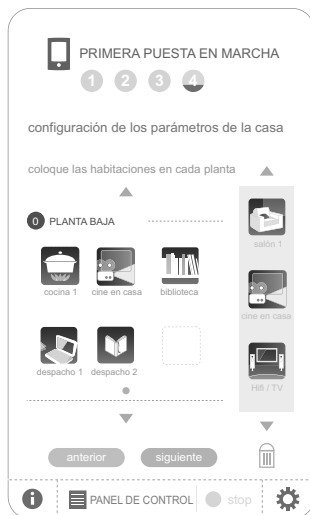 PRIMERA PUESTA EN MARCHA
1 2 3 4
configuración de los parámetros de la casa
coloque las habitaciones en cada planta
0 PLANTA BAJA
salón 1
cocina 1 cine en casa biblioteca
cine en casa
despacho 1 despacho 2
Hifi / TV
anterior siguiente
i PANEL DE CONTROL stop